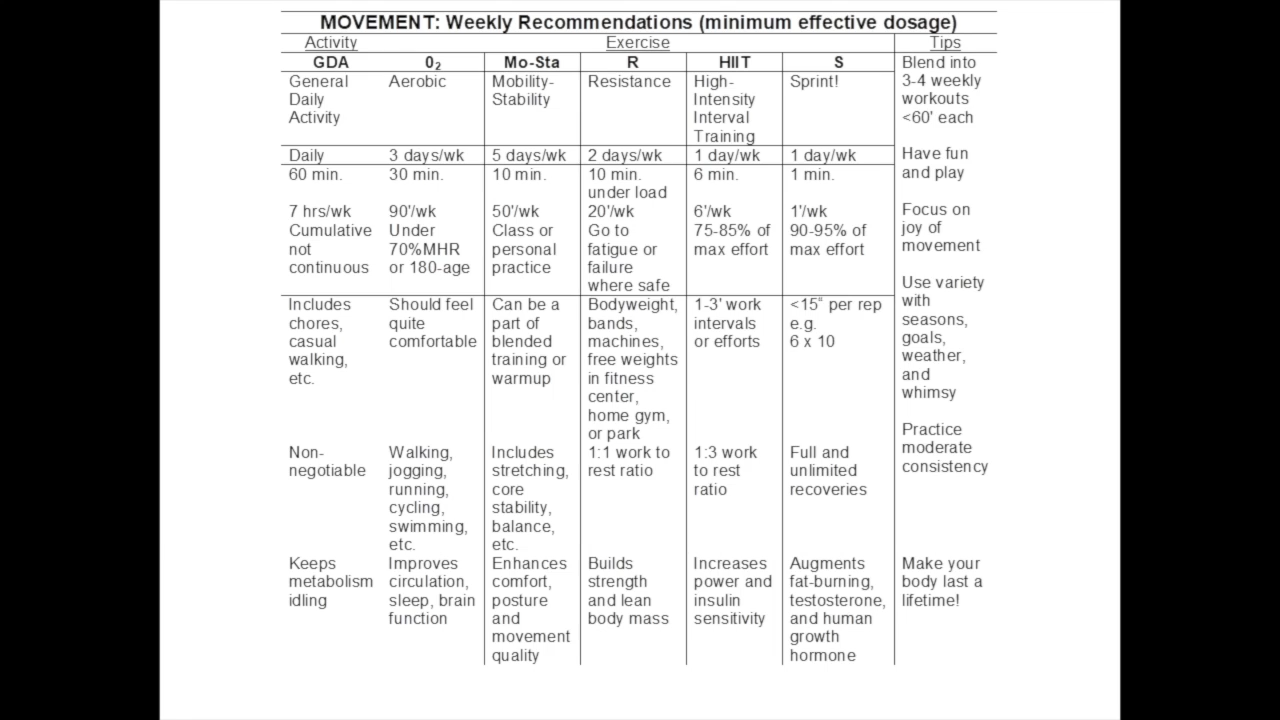 MOVEMENT: Weekly Recommendations (minimum effective dosage)
Activity Exercise Tips
GDA 0₂ Mo-Sta R HIIT S
General
Daily
Activity
Aerobic
Mobility-
Stability
Resistance
High-
Intensity
Interval
Training
Sprint!
Daily 3 days/wk 5 days/wk 2 days/wk 1 day/wk 1 day/wk
60 min.
7 hrs/wk
Cumulative
not
continuous
30 min.
90'/wk
Under
70%MHR
or 180-age
10 min.
50'/wk
Class or
personal
practice
10 min.
under load
20'/wk
Go to
fatigue or
failure
where safe
6 min.
6'/wk
75-85% of
max effort
1 min.
1'/wk
90-95% of
max effort
Includes
chores,
casual
walking,
etc.
Should feel
quite
comfortable
Can be a
part of
blended
training or
warmup
Bodyweight,
bands,
machines,
free weights
in fitness
center,
home gym,
or park
1-3' work
intervals
or efforts
<15“ per rep
e.g.
6 x 10
Non-
negotiable
Walking,
jogging,
running,
cycling,
swimming,
etc.
Includes
stretching,
core
stability,
balance,
etc.
1:1 work to
rest ratio
1:3 work
to rest
ratio
Full and
unlimited
recoveries
Keeps
metabolism
idling
Improves
circulation,
sleep, brain
function
Enhances
comfort,
posture
and
movement
quality
Builds
strength
and lean
body mass
Increases
power and
insulin
sensitivity
Augments
fat-burning,
testosterone,
and human
growth
hormone
Blend into
3-4 weekly
workouts
<60' each
Have fun
and play
Focus on
joy of
movement
Use variety
with
seasons,
goals,
weather,
and
whimsy
Practice
moderate
consistency
Make your
body last a
lifetime!